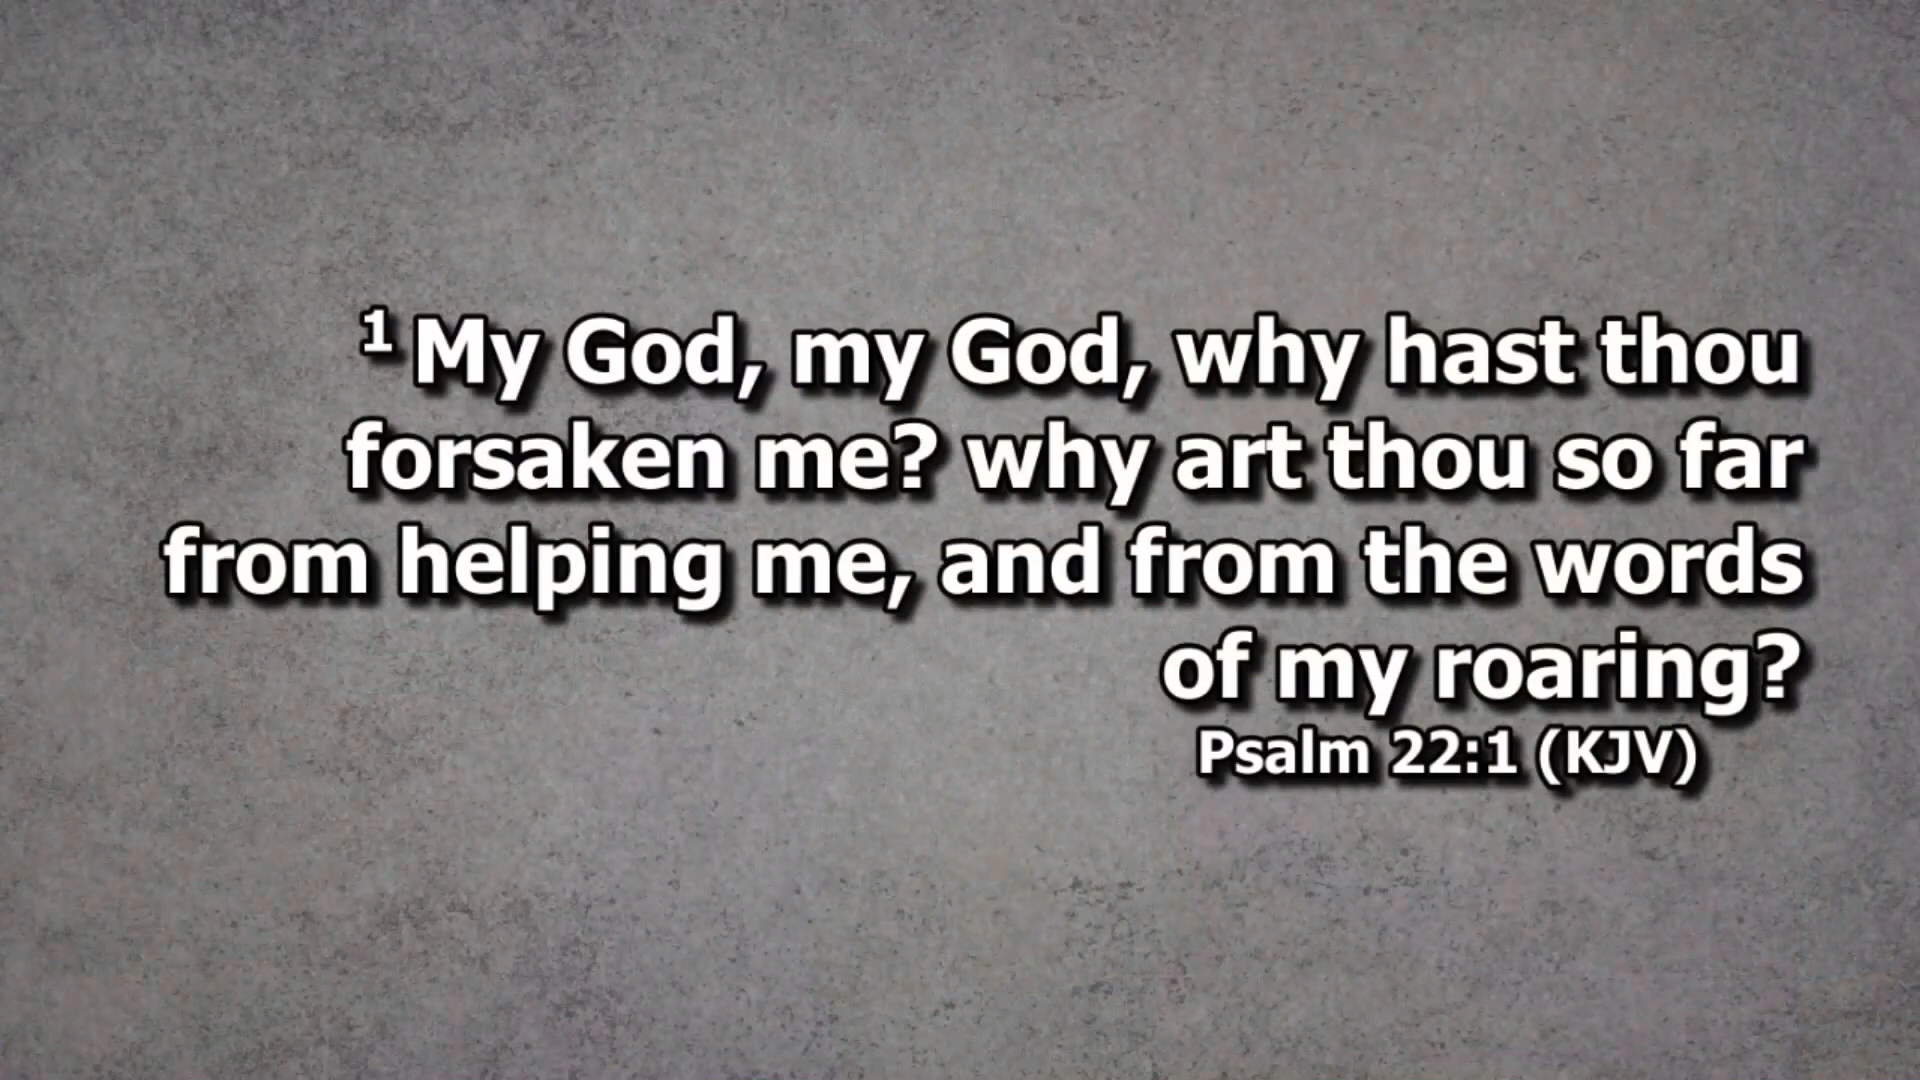 1 My God, my God, why hast thou
forsaken me? why art thou so far
from helping me, and from the words
of my roaring?
Psalm 22:1 (KJV)